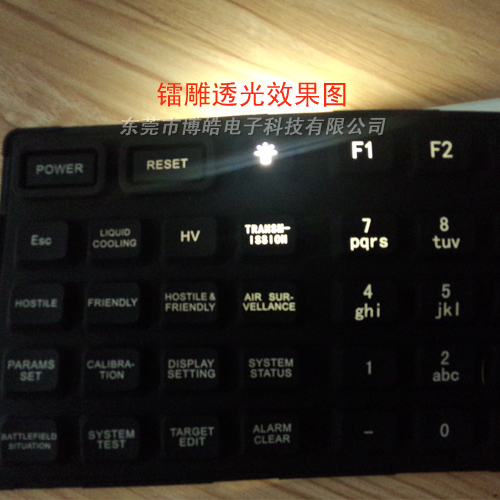 镭雕透光效果图
东莞市博皓电子科技有限公司
POWER
RESET
F1
F2
Esc
LIQUID
COOLING
HV
TRANSM-
ISSION
7
pqrs
8
tuv
HOSTILE
FRIENDLY
HOSTILE &
FRIENDLY
AIR SUR-
VELLANCE
4
ghi
5
jkl
PARAMS
SET
CALIBRA-
TION
DISPLAY
SETTING
SYSTEM
STATUS
1
2
abc
BATTLEFIELD
SITUATION
SYSTEM
TEST
TARGET
EDIT
ALARM
CLEAR
–
0